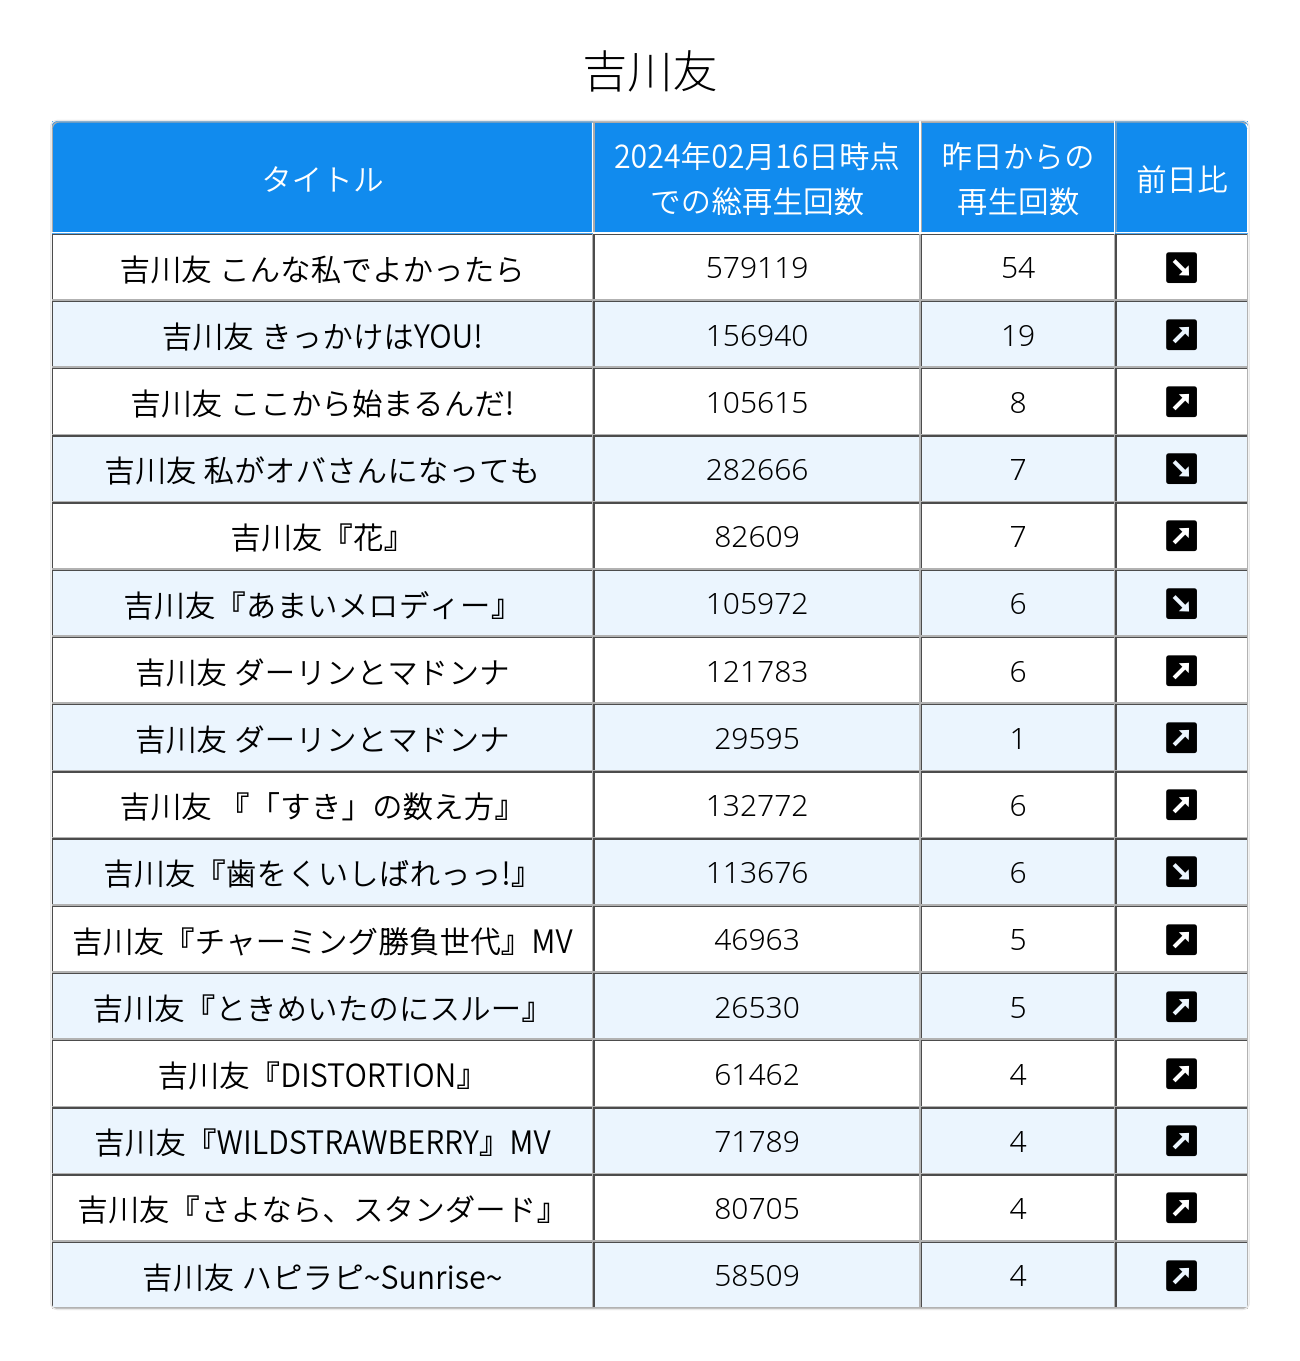 吉川友
タイトル 2024年02月16日時点での総再生回数 昨日からの再生回数 前日比
吉川友 こんな私でよかったら 579119 54 ↘
吉川友 きっかけはYOU! 156940 19 ↗
吉川友 ここから始まるんだ! 105615 8 ↗
吉川友 私がオバさんになっても 282666 7 ↘
吉川友『花』 82609 7 ↗
吉川友『あまいメロディー』 105972 6 ↘
吉川友 ダーリンとマドンナ 121783 6 ↗
吉川友 ダーリンとマドンナ 29595 1 ↗
吉川友 『「すき」の数え方』 132772 6 ↗
吉川友『歯をくいしばれっっ!』 113676 6 ↘
吉川友『チャーミング勝負世代』MV 46963 5 ↗
吉川友『ときめいたのにスルー』 26530 5 ↗
吉川友『DISTORTION』 61462 4 ↗
吉川友『WILDSTRAWBERRY』MV 71789 4 ↗
吉川友『さよなら、スタンダード』 80705 4 ↗
吉川友 ハピラピ~Sunrise~ 58509 4 ↗